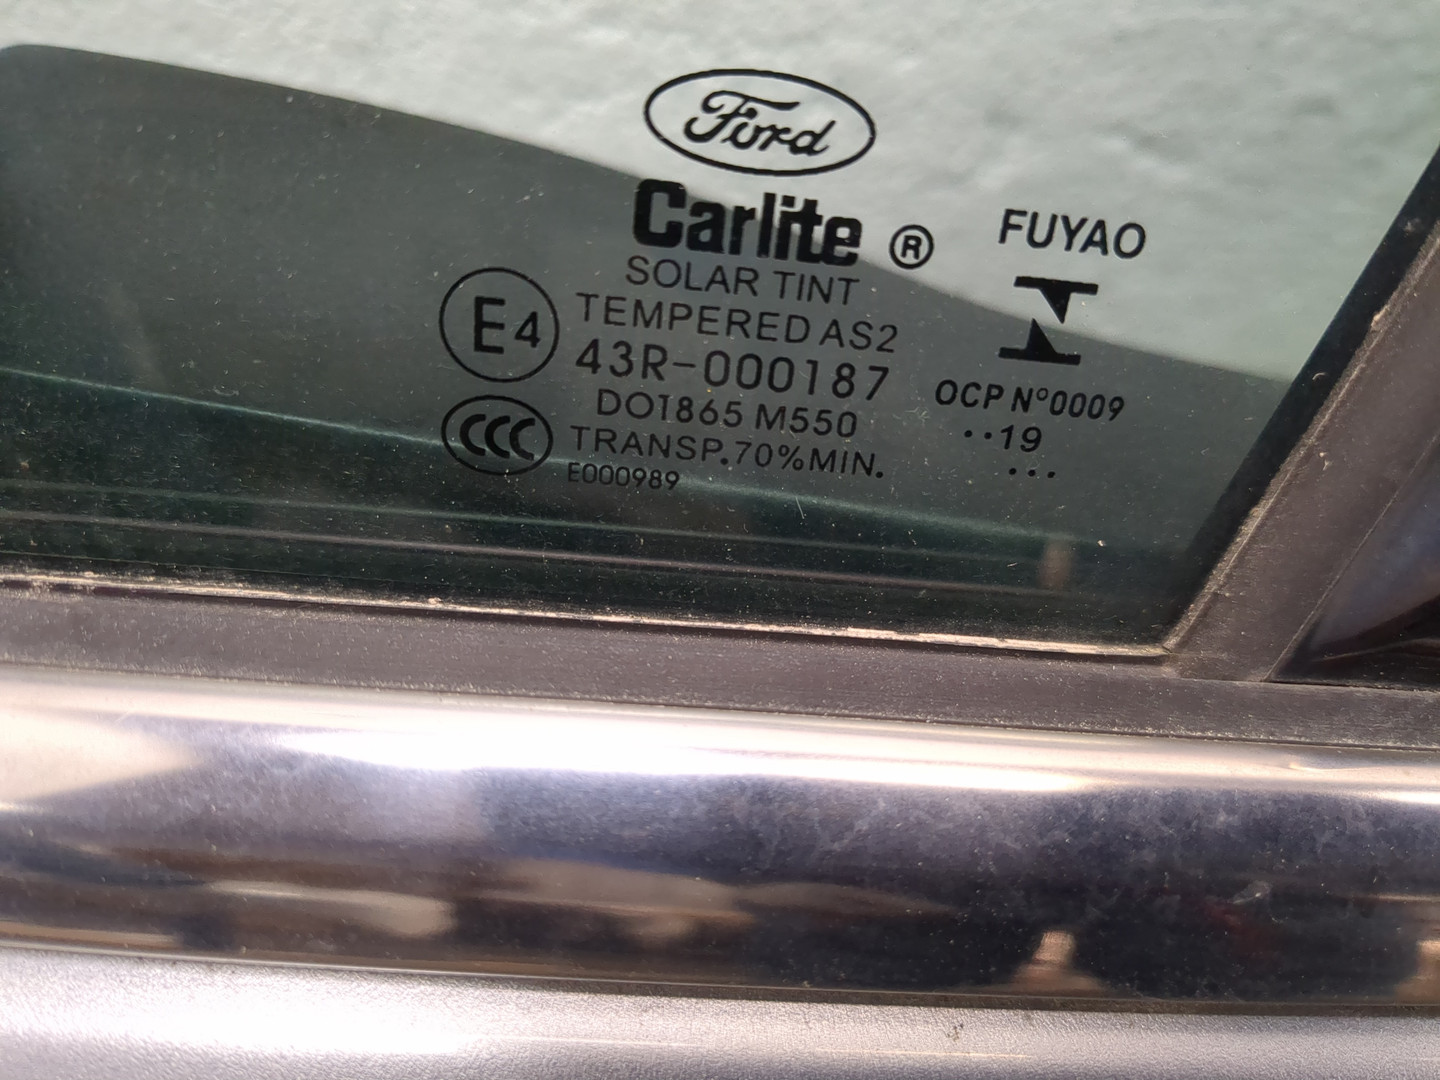 Ford
Carlite ®
SOLAR TINT
TEMPERED AS2
E4
43R-000187
DOT865 M550
CCC
TRANSP.70%MIN.
E000989
FUYAO
OCP Nº0009
..19
...